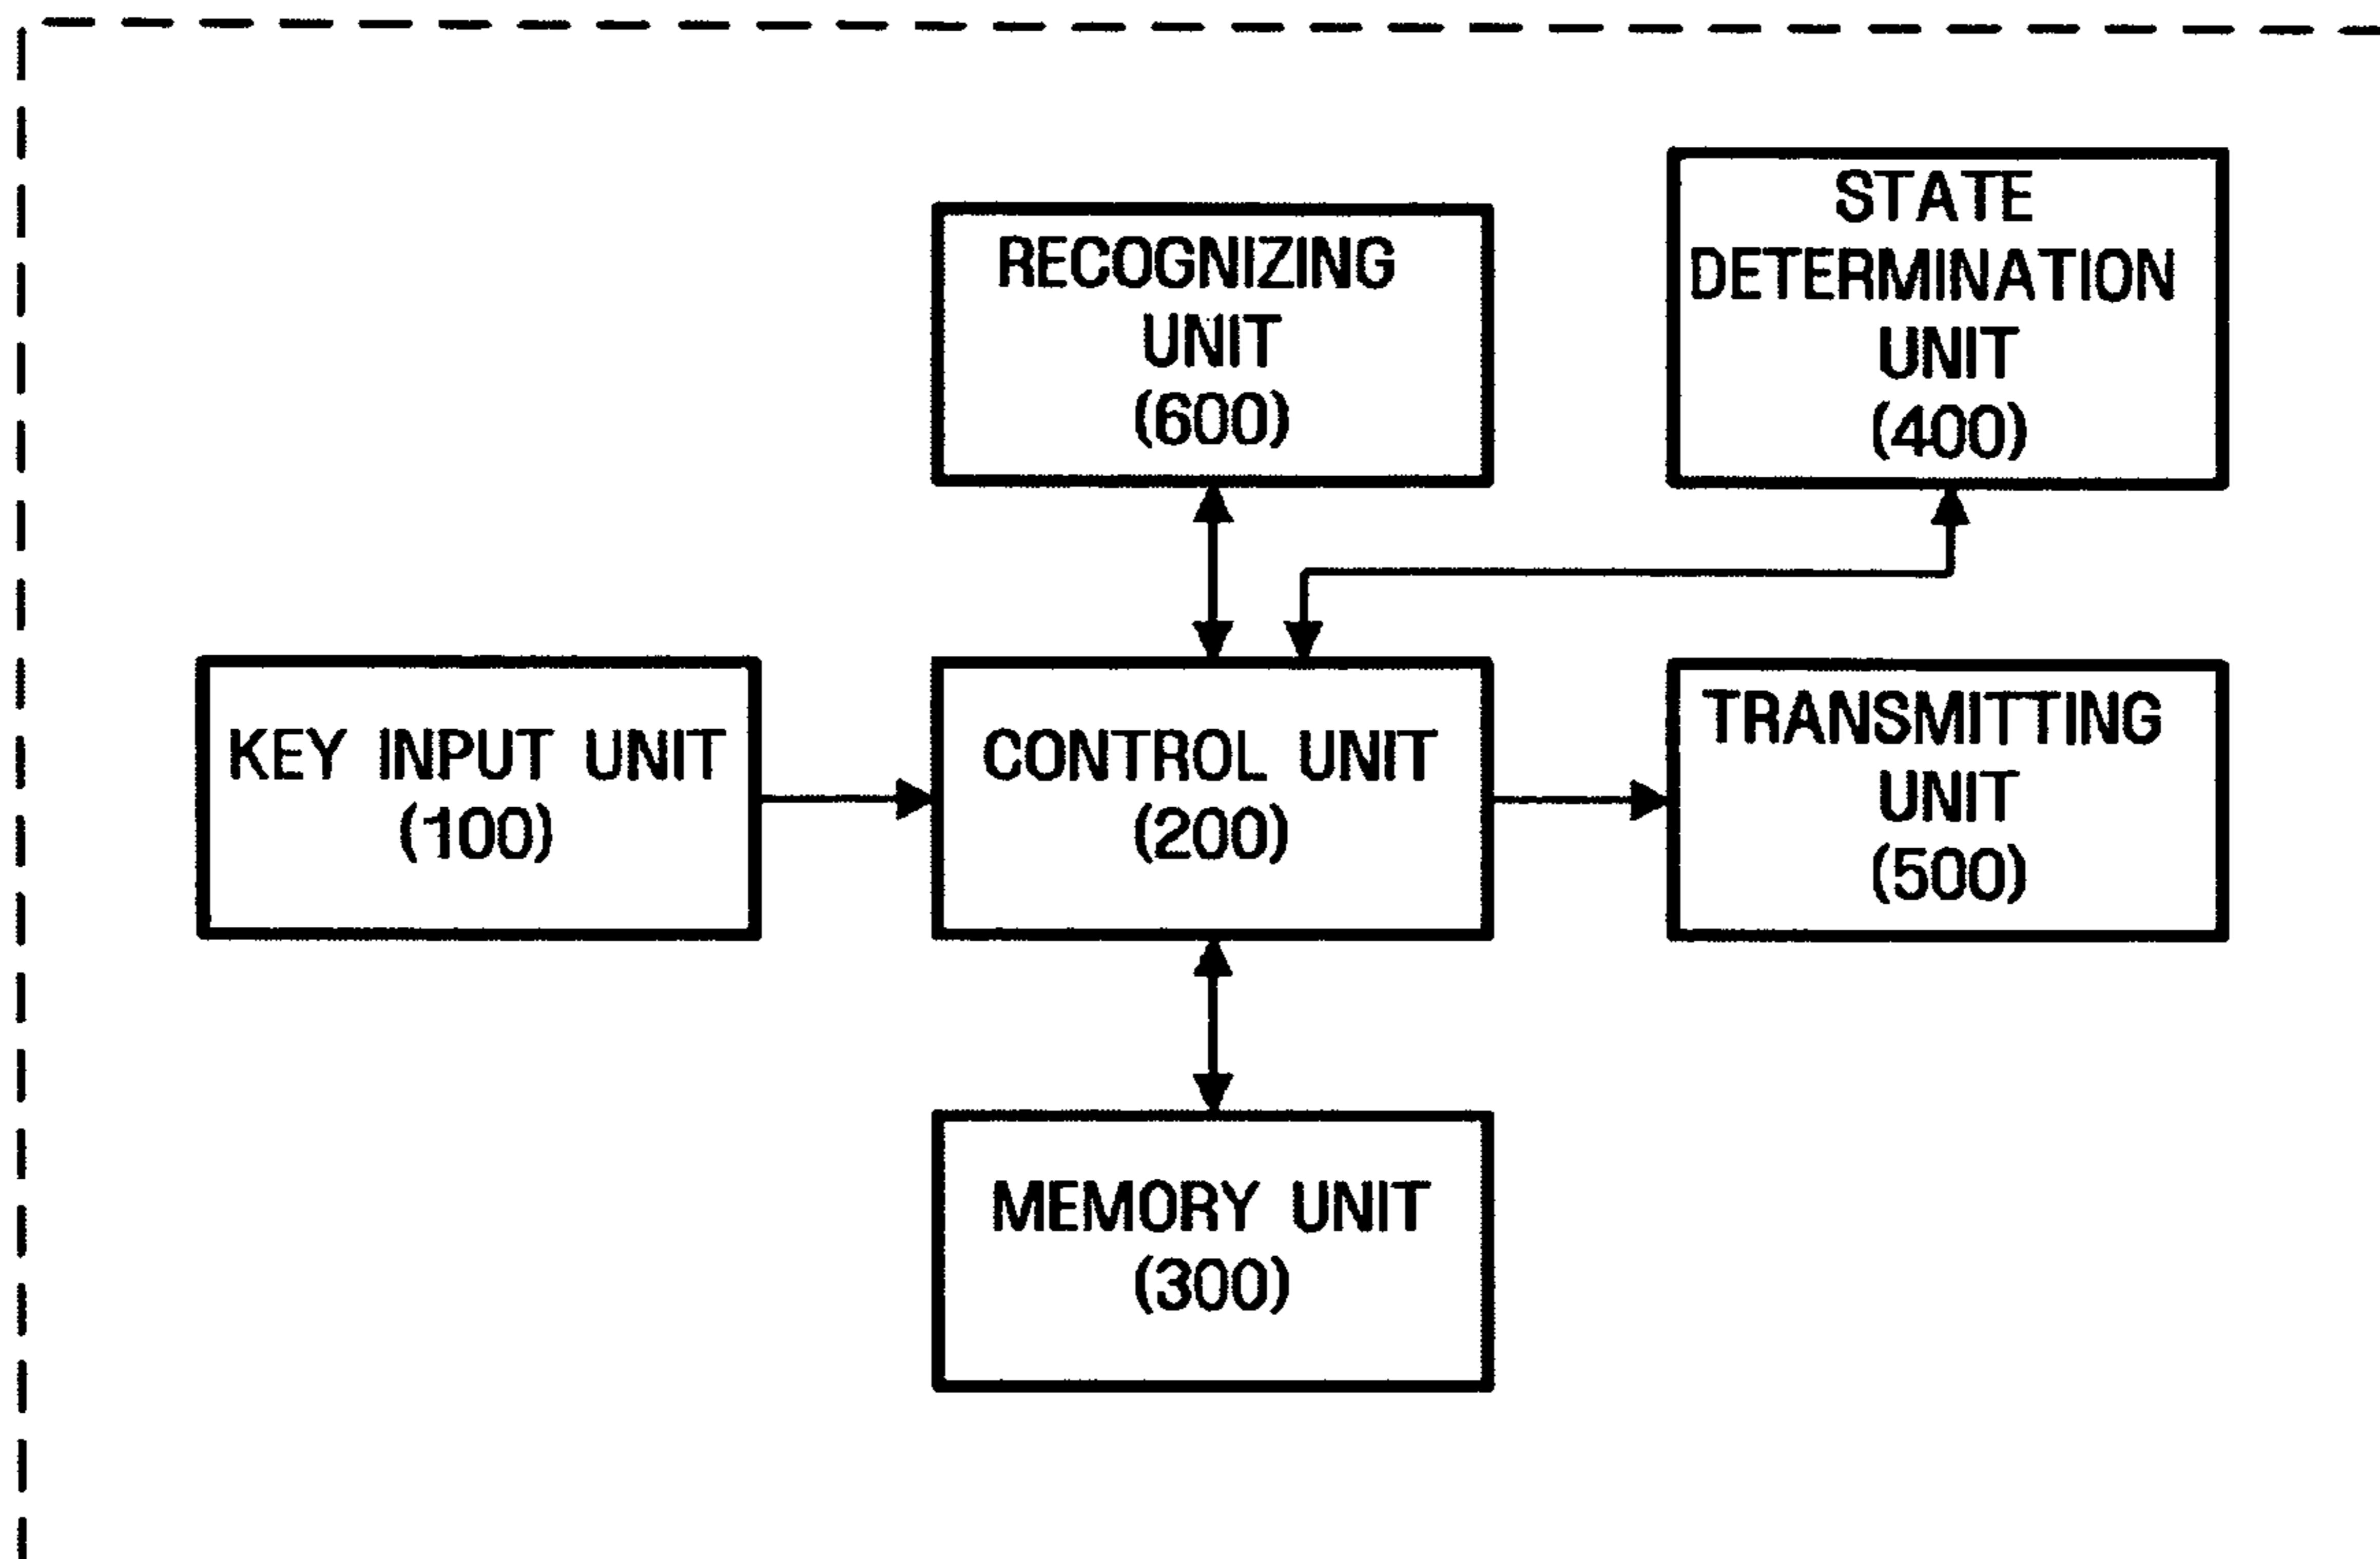 RECOGNIZING
UNIT
(600)
STATE
DETERMINATION
UNIT
(400)
KEY INPUT UNIT
(100)
CONTROL UNIT
(200)
TRANSMITTING
UNIT
(500)
MEMORY UNIT
(300)